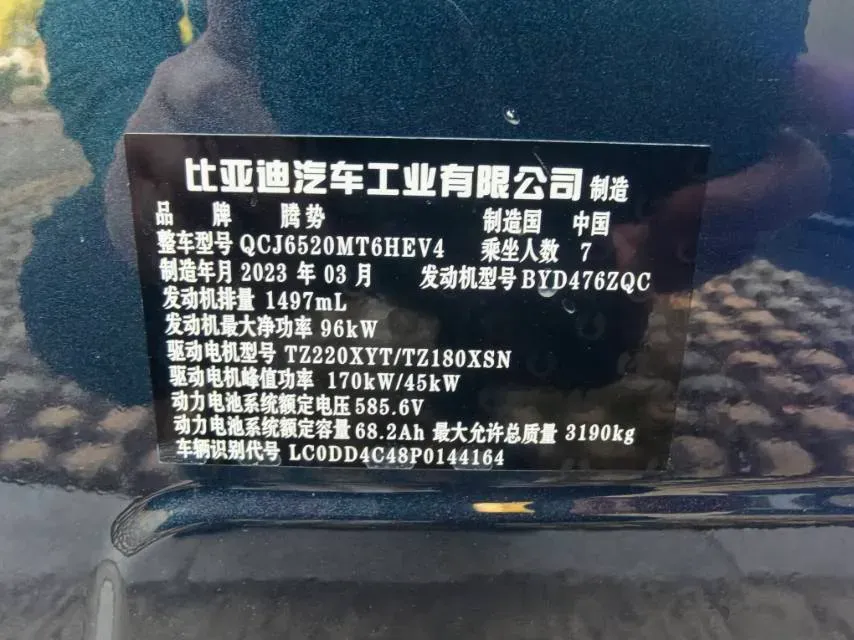 比亚迪汽车工业有限公司 制造
品 牌 腾势 制造国 中国
整车型号 QCJ6520MT6HEV4 乘坐人数 7
制造年月 2023 年 03 月 发动机型号 BYD476ZQC
发动机排量 1497mL
发动机最大净功率 96kW
驱动电机型号 TZ220XYT/TZ180XSN
驱动电机峰值功率 170kW/45kW
动力电池系统额定电压 585.6V
动力电池系统额定容量 68.2Ah 最大允许总质量 3190kg
车辆识别代号 LC0DD4C48P0144164